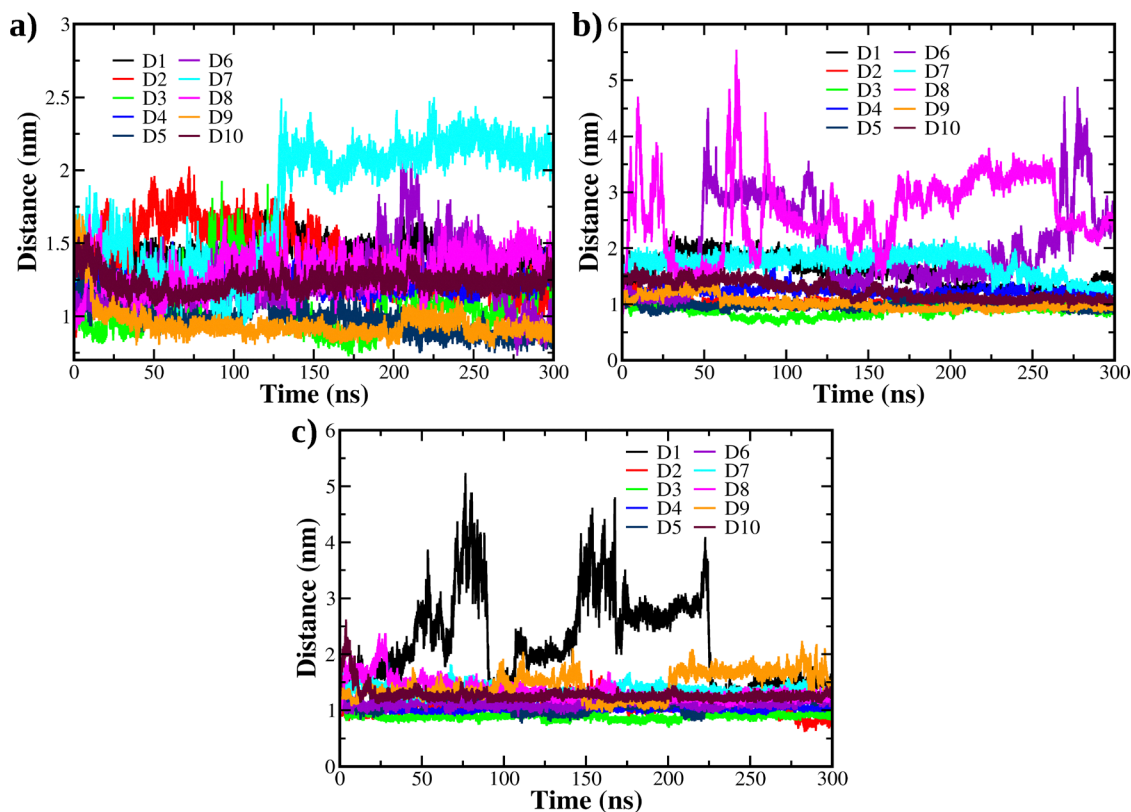 a)
3
2.5
2
1.5
1
Distance (nm)
D1 D6
D2 D7
D3 D8
D4 D9
D5 D10
0 50 100 150 200 250 300
Time (ns)
b)
6
5
4
3
2
1
0
Distance (nm)
D1 D6
D2 D7
D3 D8
D4 D9
D5 D10
0 50 100 150 200 250 300
Time (ns)
c)
6
5
4
3
2
1
0
Distance (nm)
D1 D6
D2 D7
D3 D8
D4 D9
D5 D10
0 50 100 150 200 250 300
Time (ns)